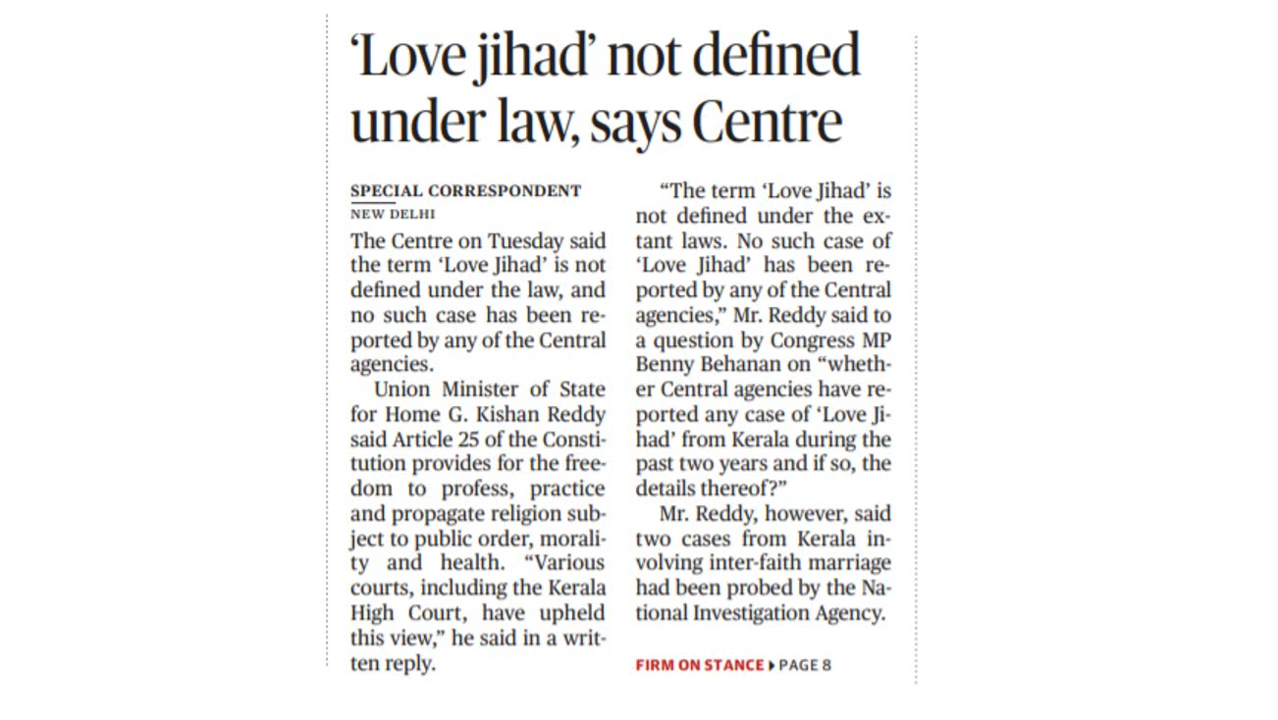 ‘Love jihad’ not defined
under law, says Centre
SPECIAL CORRESPONDENT
NEW DELHI
The Centre on Tuesday said
the term ‘Love Jihad’ is not
defined under the law, and
no such case has been re-
ported by any of the Central
agencies.
Union Minister of State
for Home G. Kishan Reddy
said Article 25 of the Consti-
tution provides for the free-
dom to profess, practice
and propagate religion sub-
ject to public order, morali-
ty and health. “Various
courts, including the Kerala
High Court, have upheld
this view,” he said in a writ-
ten reply.
“The term ‘Love Jihad’ is
not defined under the ex-
tant laws. No such case of
‘Love Jihad’ has been re-
ported by any of the Central
agencies,” Mr. Reddy said to
a question by Congress MP
Benny Behanan on “wheth-
er Central agencies have re-
ported any case of ‘Love Ji-
had’ from Kerala during the
past two years and if so, the
details thereof?”
Mr. Reddy, however, said
two cases from Kerala in-
volving inter-faith marriage
had been probed by the Na-
tional Investigation Agency.
FIRM ON STANCE PAGE 8